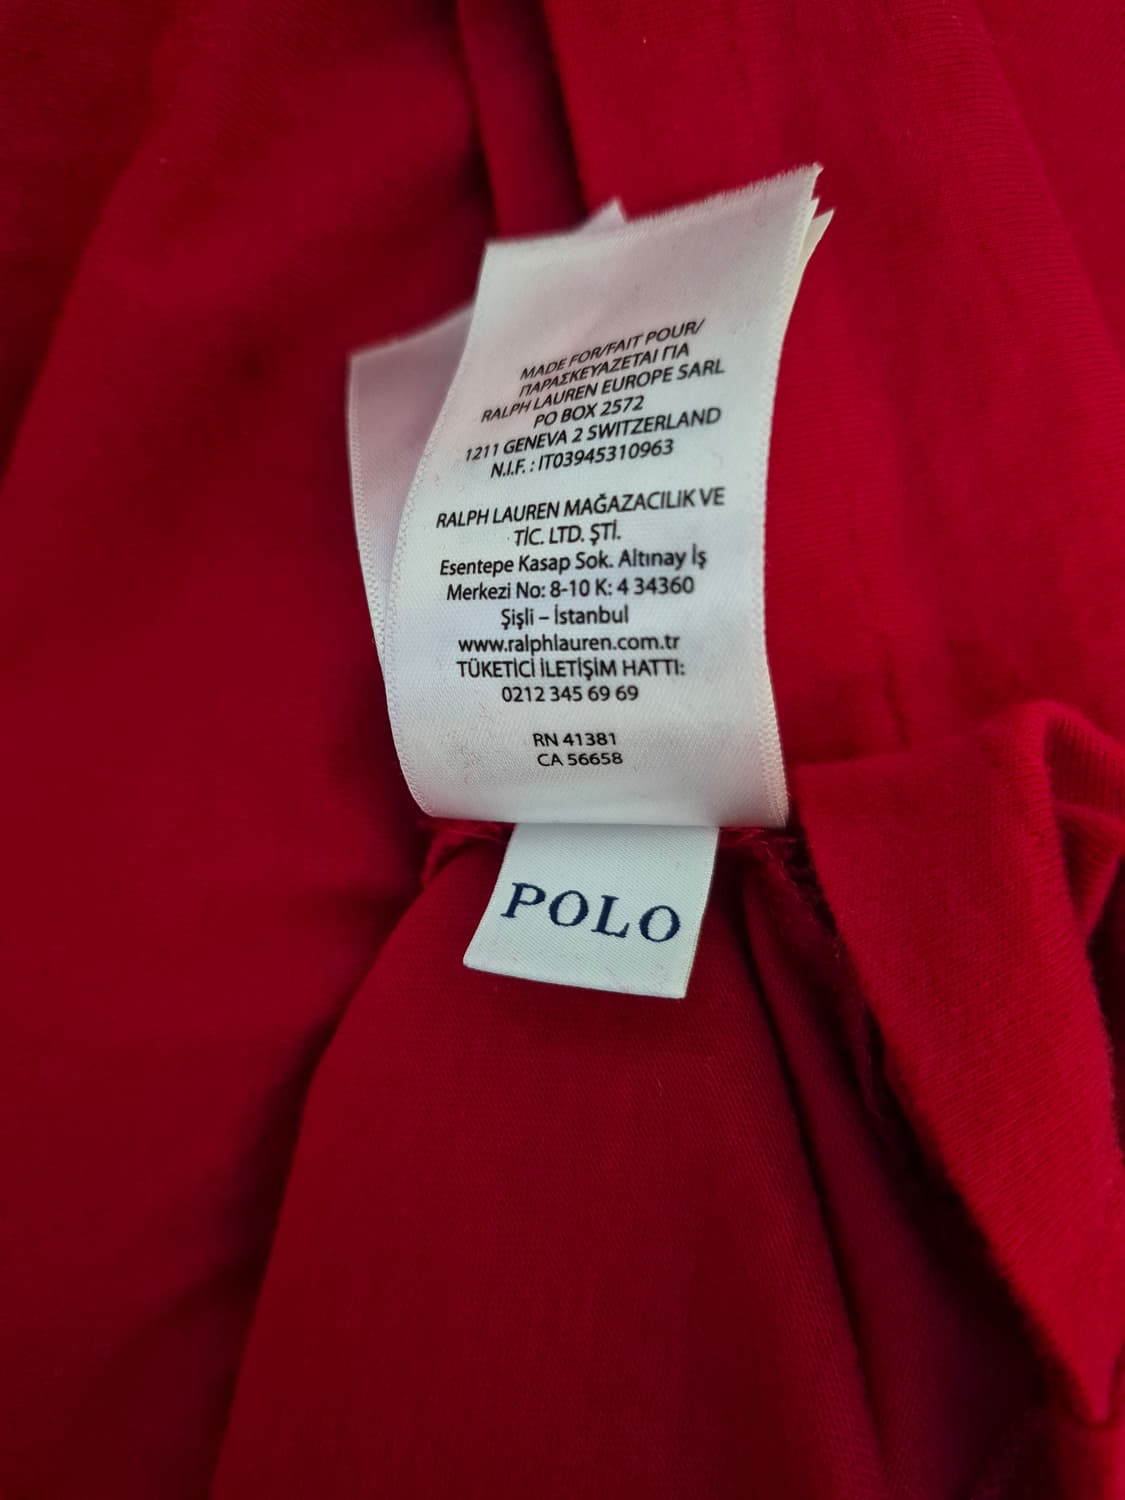 MADE FOR/FAIT POUR/
ΠΑΡΑΣΚΕΥΑΖΕΤΑΙ ΓΙΑ
RALPH LAUREN EUROPE SARL
PO BOX 2572
1211 GENEVA 2 SWITZERLAND
N.I.F. : IT03945310963
RALPH LAUREN MAĞAZACILIK VE
TİC. LTD. ŞTİ.
Esentepe Kasap Sok. Altınay İş
Merkezi No: 8-10 K: 4 34360
Şişli – İstanbul
www.ralphlauren.com.tr
TÜKETİCİ İLETİŞİM HATTI:
0212 345 69 69
RN 41381
CA 56658
POLO